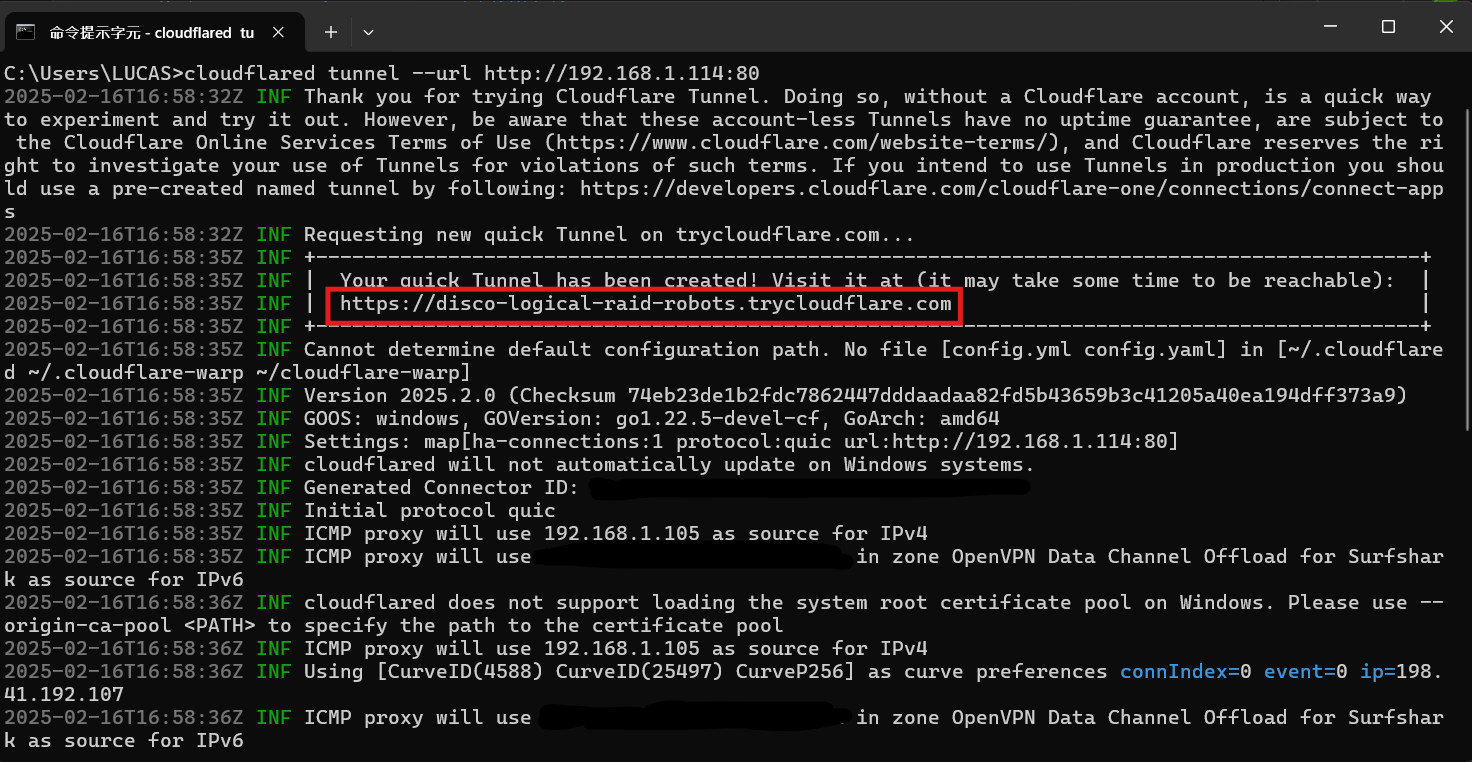 命令提示字元 - cloudflared tu
C:\Users\LUCAS>cloudflared tunnel --url http://192.168.1.114:80
2025-02-16T16:58:32Z INF Thank you for trying Cloudflare Tunnel. Doing so, without a Cloudflare account, is a quick way
to experiment and try it out. However, be aware that these account-less Tunnels have no uptime guarantee, are subject to
the Cloudflare Online Services Terms of Use (https://www.cloudflare.com/website-terms/), and Cloudflare reserves the ri
ght to investigate your use of Tunnels for violations of such terms. If you intend to use Tunnels in production you shou
ld use a pre-created named tunnel by following: https://developers.cloudflare.com/cloudflare-one/connections/connect-app
s
2025-02-16T16:58:32Z INF Requesting new quick Tunnel on trycloudflare.com...
2025-02-16T16:58:35Z INF +--------------------------------------------------------------------------------------------+
2025-02-16T16:58:35Z INF |  Your quick Tunnel has been created! Visit it at (it may take some time to be reachable):  |
2025-02-16T16:58:35Z INF |  https://disco-logical-raid-robots.trycloudflare.com                                       |
2025-02-16T16:58:35Z INF +--------------------------------------------------------------------------------------------+
2025-02-16T16:58:35Z INF Cannot determine default configuration path. No file [config.yml config.yaml] in [~/.cloudflare
d ~/.cloudflare-warp ~/cloudflare-warp]
2025-02-16T16:58:35Z INF Version 2025.2.0 (Checksum 74eb23de1b2fdc7862447dddaadaa82fd5b43659b3c41205a40ea194dff373a9)
2025-02-16T16:58:35Z INF GOOS: windows, GOVersion: go1.22.5-devel-cf, GoArch: amd64
2025-02-16T16:58:35Z INF Settings: map[ha-connections:1 protocol:quic url:http://192.168.1.114:80]
2025-02-16T16:58:35Z INF cloudflared will not automatically update on Windows systems.
2025-02-16T16:58:35Z INF Generated Connector ID:
2025-02-16T16:58:35Z INF Initial protocol quic
2025-02-16T16:58:35Z INF ICMP proxy will use 192.168.1.105 as source for IPv4
2025-02-16T16:58:35Z INF ICMP proxy will use in zone OpenVPN Data Channel Offload for Surfshar
k as source for IPv6
2025-02-16T16:58:36Z INF cloudflared does not support loading the system root certificate pool on Windows. Please use --
origin-ca-pool <PATH> to specify the path to the certificate pool
2025-02-16T16:58:36Z INF ICMP proxy will use 192.168.1.105 as source for IPv4
2025-02-16T16:58:36Z INF Using [CurveID(4588) CurveID(25497) CurveP256] as curve preferences connIndex=0 event=0 ip=198.
41.192.107
2025-02-16T16:58:36Z INF ICMP proxy will use in zone OpenVPN Data Channel Offload for Surfshar
k as source for IPv6